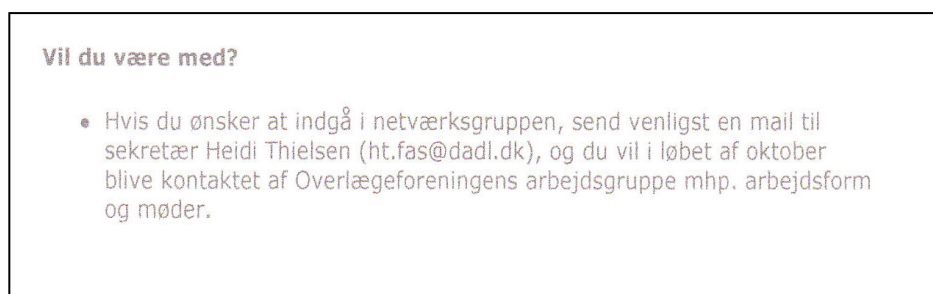 Vil du være med?
• Hvis du ønsker at indgå i netværksgruppen, send venligst en mail til
sekretær Heidi Thielsen (ht.fas@dadl.dk), og du vil i løbet af oktober
blive kontaktet af Overlægeforeningens arbejdsgruppe mhp. arbejdsform
og møder.